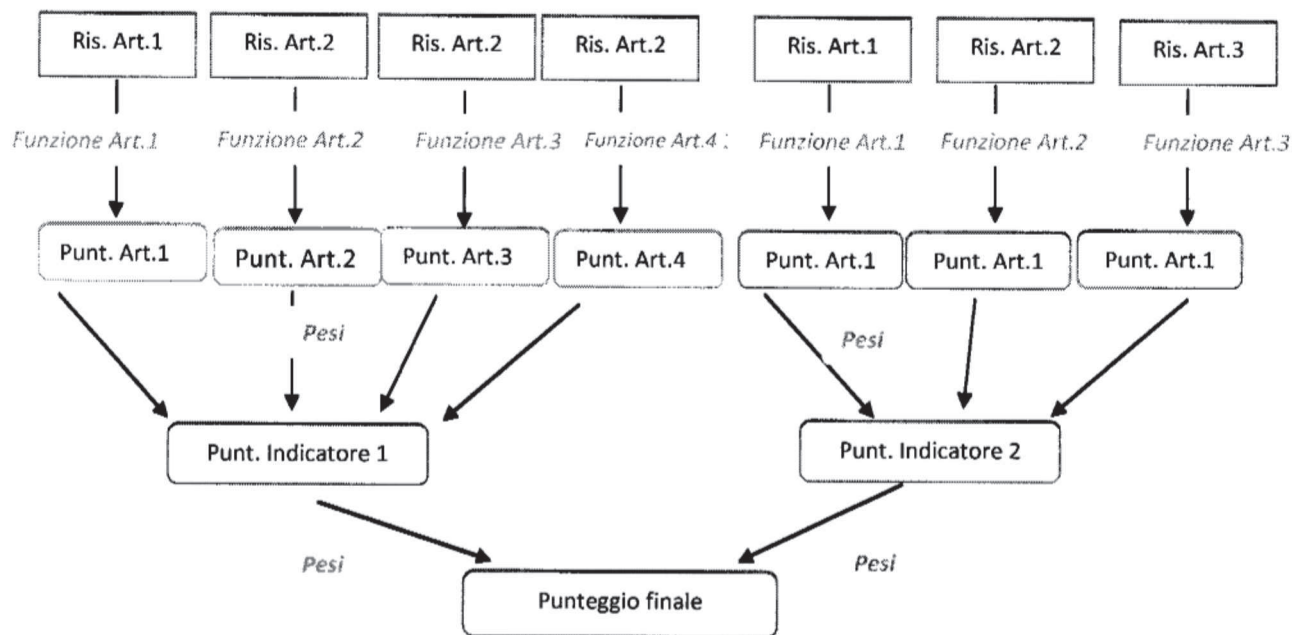 Ris. Art.1 Ris. Art.2 Ris. Art.2 Ris. Art.2 Ris. Art.1 Ris. Art.2 Ris. Art.3
Funzione Art.1 Funzione Art.2 Funzione Art.3 Funzione Art.4 Funzione Art.1 Funzione Art.2 Funzione Art.3
Punt. Art.1 Punt. Art.2 Punt. Art.3 Punt. Art.4 Punt. Art.1 Punt. Art.1 Punt. Art.1
Pesi Pesi
Punt. Indicatore 1 Punt. Indicatore 2
Pesi Pesi
Punteggio finale